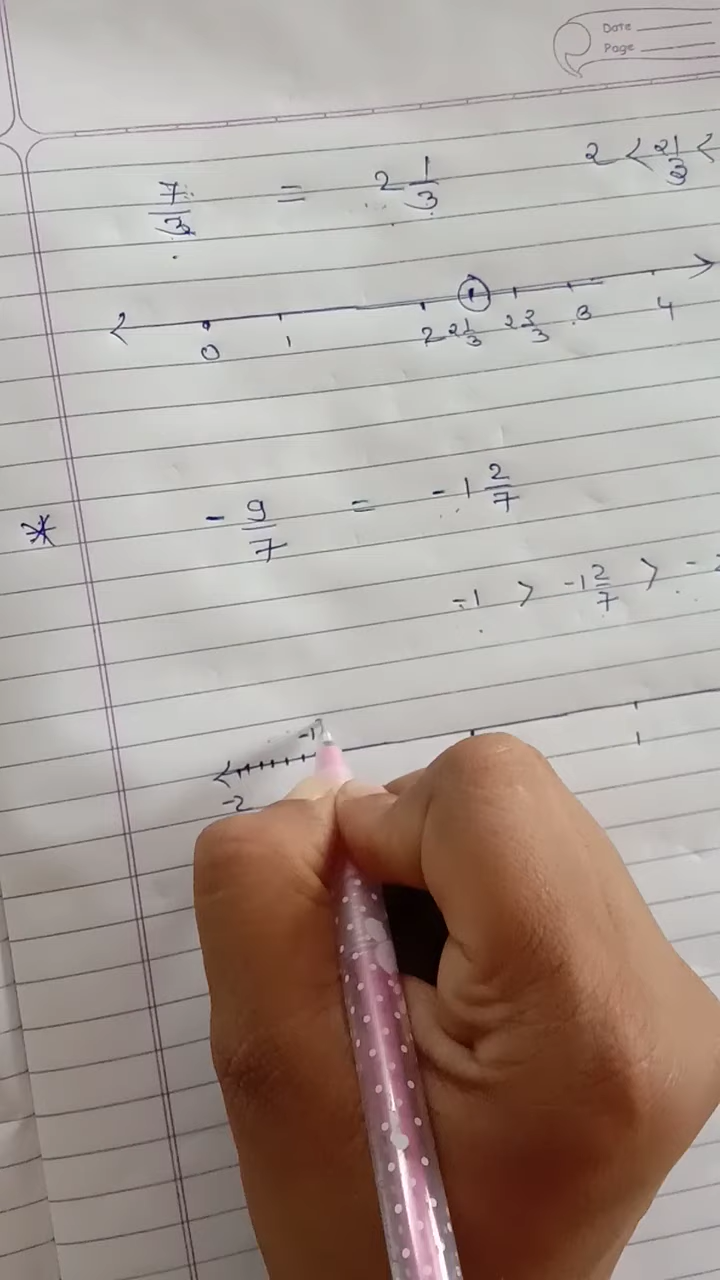 Date
Page
7/3 = 2 1/3 2 < 2 1/3 <
0 1 2 2 1/3 2 2/3 3 4
* - 9/7 = -1 2/7
-1 > -1 2/7 > -
-1
-2 1